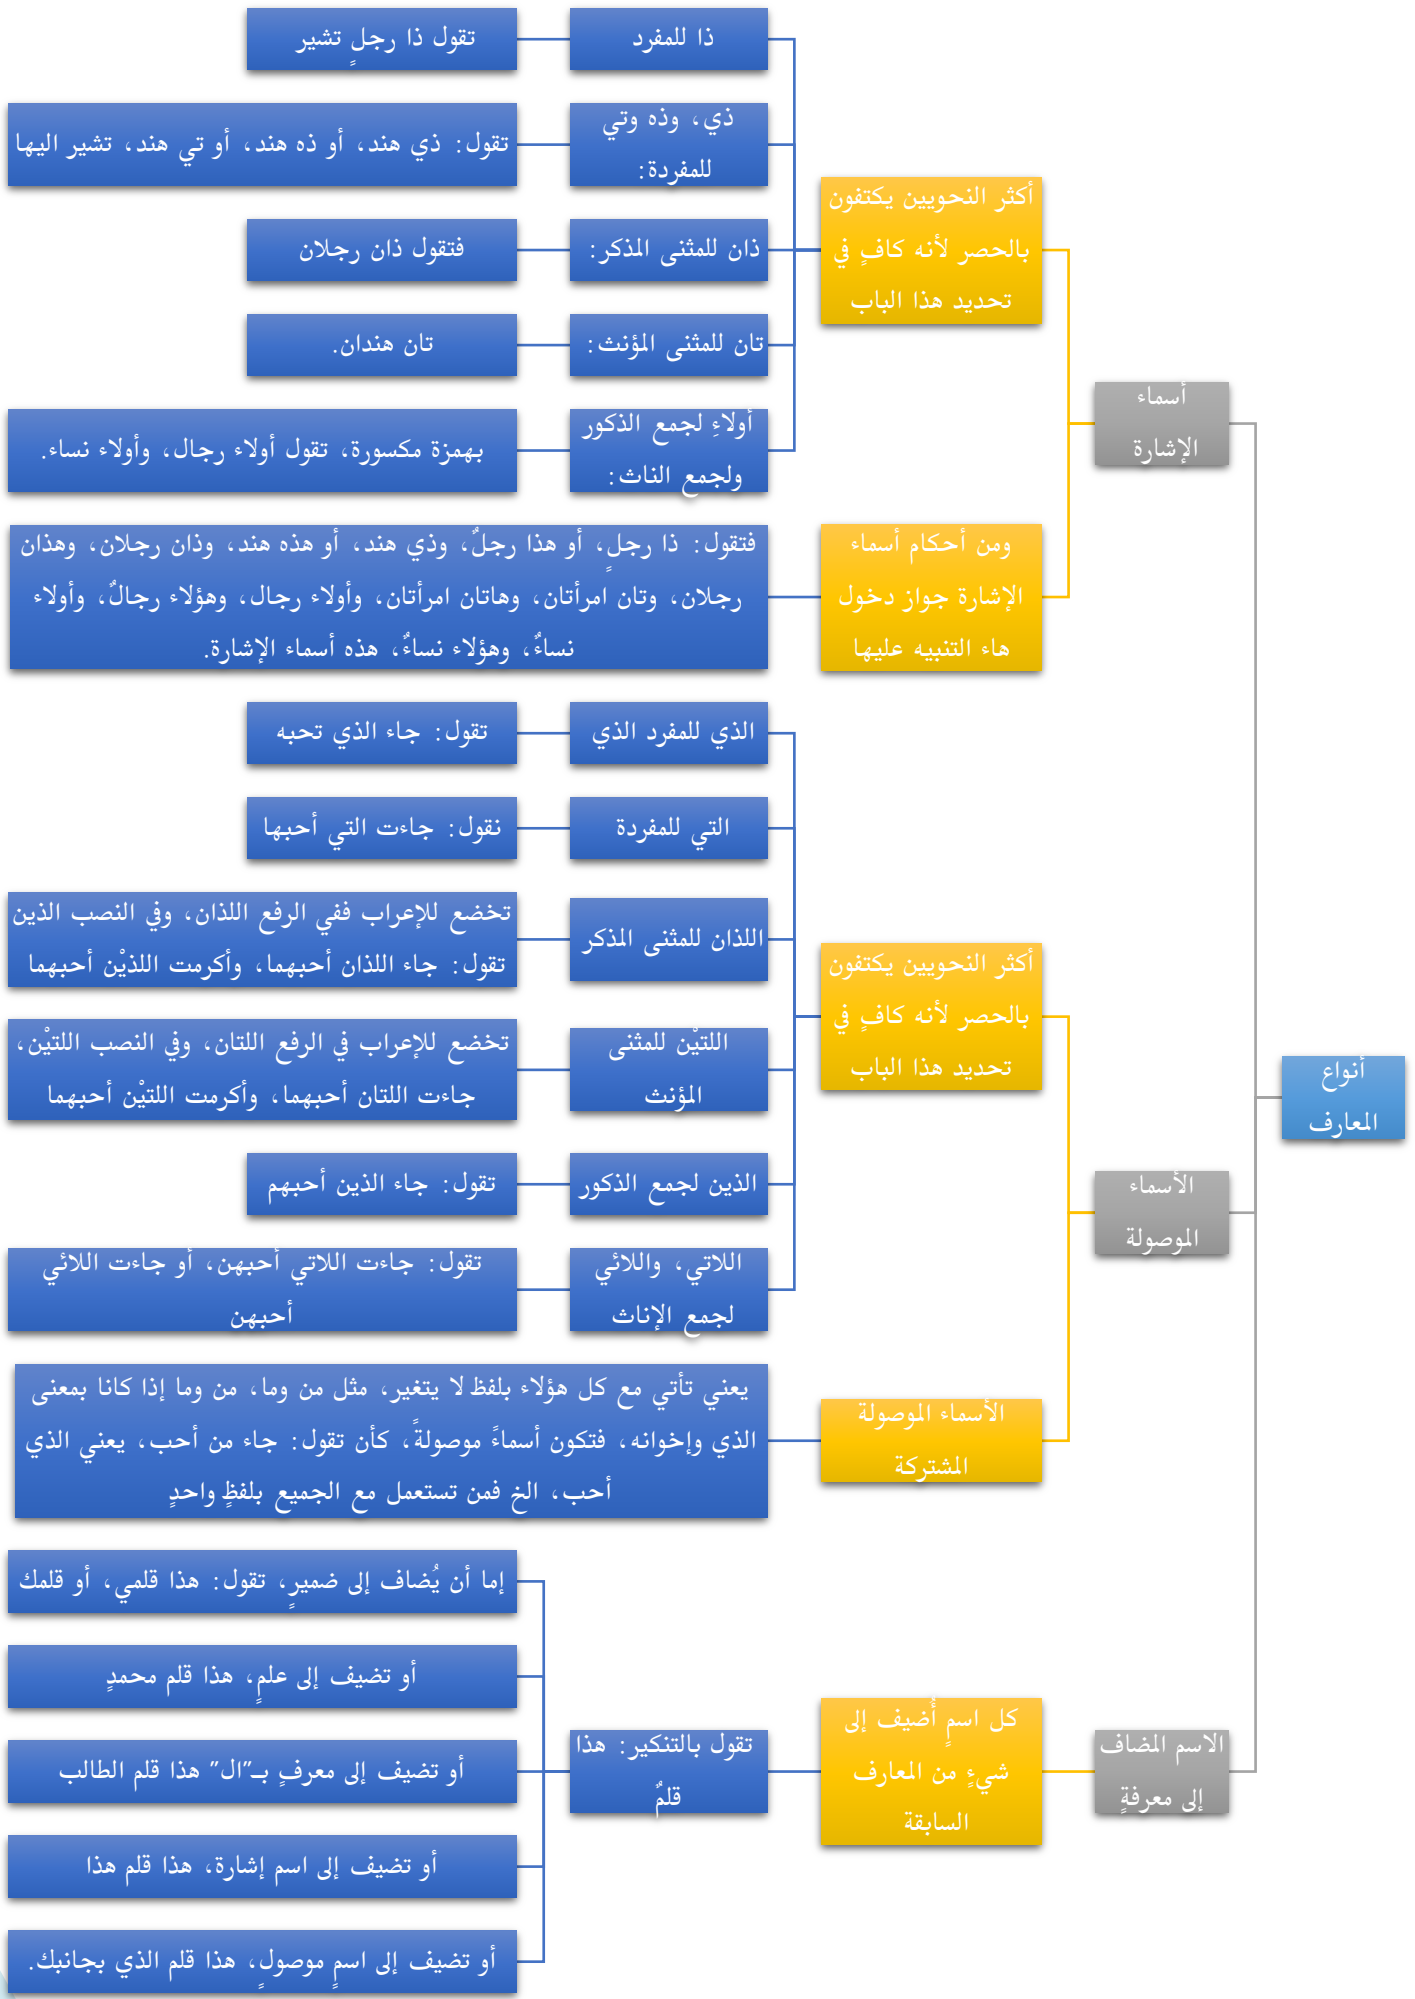 أنواع
المعارف
أسماء
الإشارة
أكثر النحويين يكتفون
بالحصر لأنه كافٍ في
تحديد هذا الباب
ذا للمفرد
تقول ذا رجلٍ تشير
ذي، وذه وتي
للمفردة:
تقول: ذي هند، أو ذه هند، أو تي هند، تشير اليها
ذان للمثنى المذكر:
فتقول ذان رجلان
تان للمثنى المؤنث:
تان هندان.
أولاءِ لجمع الذكور
ولجمع الناث:
بهمزة مكسورة، تقول أولاء رجال، وأولاء نساء.
ومن أحكام أسماء
الإشارة جواز دخول
هاء التنبيه عليها
فتقول: ذا رجلٍ، أو هذا رجلٌ، وذي هند، أو هذه هند، وذان رجلان، وهذان
رجلان، وتان امرأتان، وهاتان امرأتان، وأولاء رجال، وهؤلاء رجالٌ، وأولاء
نساءٌ، وهؤلاء نساءٌ، هذه أسماء الإشارة.
الأسماء
الموصولة
أكثر النحويين يكتفون
بالحصر لأنه كافٍ في
تحديد هذا الباب
الذي للمفرد الذي
تقول: جاء الذي تحبه
التي للمفردة
نقول: جاءت التي أحبها
اللذان للمثنى المذكر
تخضع للإعراب ففي الرفع اللذان، وفي النصب الذين
تقول: جاء اللذان أحبهما، وأكرمت اللذيْن أحبهما
اللتيْن للمثنى
المؤنث
تخضع للإعراب في الرفع اللتان، وفي النصب اللتيْن،
جاءت اللتان أحبهما، وأكرمت اللتيْن أحبهما
الذين لجمع الذكور
تقول: جاء الذين أحبهم
اللاتي، واللائي
لجمع الإناث
تقول: جاءت اللاتي أحبهن، أو جاءت اللائي
أحبهن
الأسماء الموصولة
المشتركة
يعني تأتي مع كل هؤلاء بلفظ لا يتغير، مثل من وما، من وما إذا كانا بمعنى
الذي وإخوانه، فتكون أسماءً موصولةً، كأن تقول: جاء من أحب، يعني الذي
أحب، الخ فمن تستعمل مع الجميع بلفظٍ واحدٍ
الاسم المضاف
إلى معرفةٍ
كل اسمٍ أُضيف إلى
شيءٍ من المعارف
السابقة
تقول بالتنكير: هذا
قلمٌ
إما أن يُضاف إلى ضميرٍ، تقول: هذا قلمي، أو قلمك
أو تضيف إلى علمٍ، هذا قلم محمدٍ
أو تضيف إلى معرفٍ بـ"ال" هذا قلم الطالب
أو تضيف إلى اسم إشارة، هذا قلم هذا
أو تضيف إلى اسمٍ موصولٍ، هذا قلم الذي بجانبك.